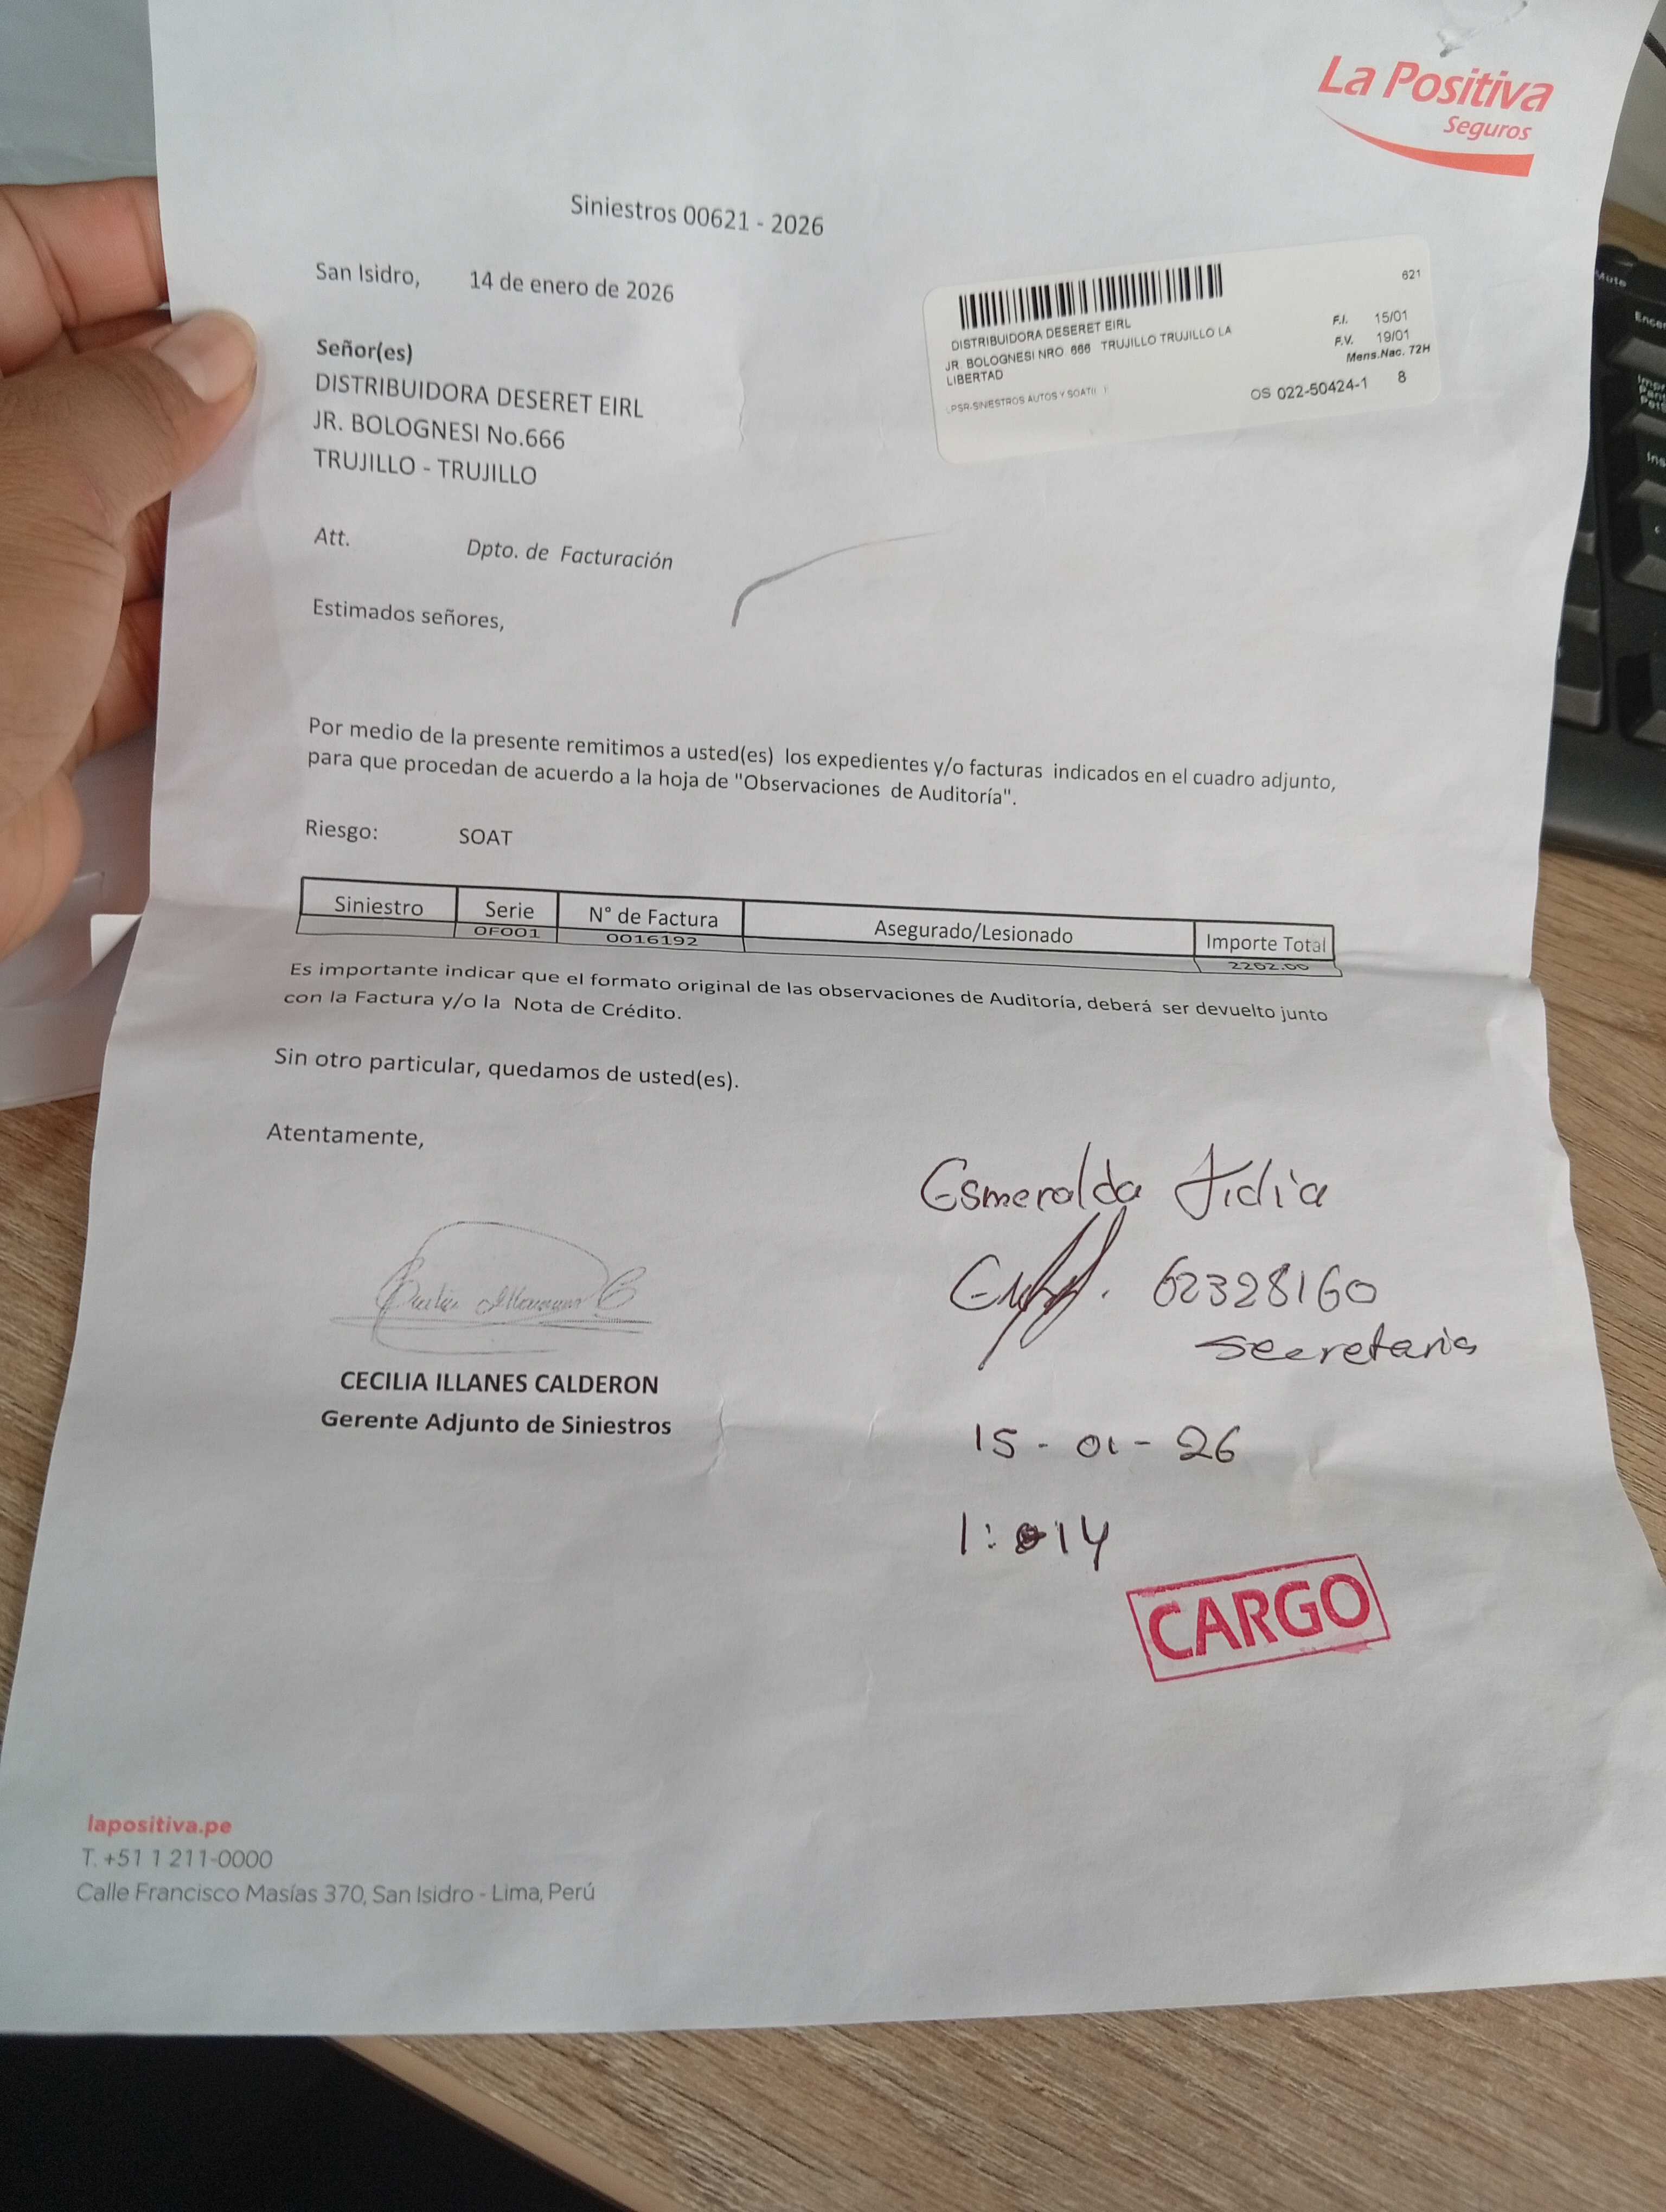 La Positiva
Seguros
Siniestros 00621 - 2026
San Isidro, 14 de enero de 2026
621
DISTRIBUIDORA DESERET EIRL
JR. BOLOGNESI NRO. 666 TRUJILLO TRUJILLO LA
LIBERTAD
F.I. 15/01
F.V. 19/01
Mens.Nac. 72H
OS 022-50424-1 8
Señor(es)
DISTRIBUIDORA DESERET EIRL
JR. BOLOGNESI No.666
TRUJILLO - TRUJILLO
Att. Dpto. de Facturación
Estimados señores,
Por medio de la presente remitimos a usted(es) los expedientes y/o facturas indicados en el cuadro adjunto,
para que procedan de acuerdo a la hoja de "Observaciones de Auditoría".
Riesgo: SOAT
Siniestro Serie N° de Factura Asegurado/Lesionado Importe Total
0F001 0016192
Es importante indicar que el formato original de las observaciones de Auditoría, deberá ser devuelto junto
con la Factura y/o la Nota de Crédito.
Sin otro particular, quedamos de usted(es).
Atentamente,
CECILIA ILLANES CALDERON
Gerente Adjunto de Siniestros
Esmeralda
62328160
secretaria
15 - 01 - 26
1: 14
CARGO
lapositiva.pe
T. +51 1 211-0000
Calle Francisco Masías 370, San Isidro - Lima, Perú
Mute